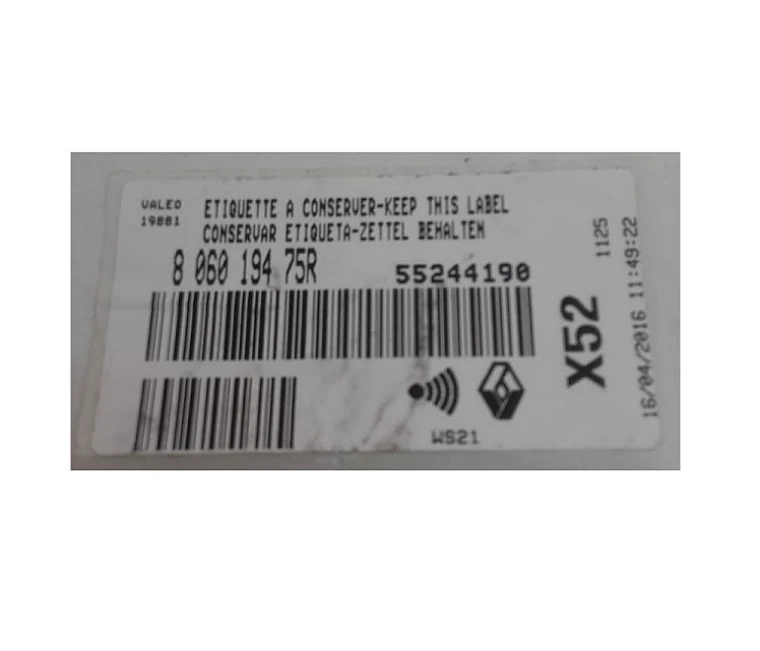 VALEO
19881
ETIQUETTE A CONSERVER-KEEP THIS LABEL
CONSERVAR ETIQUETA-ZETTEL BEHALTEN
8 060 194 75R
55244190
WS21
X52
1125
16/04/2016 11:49:22